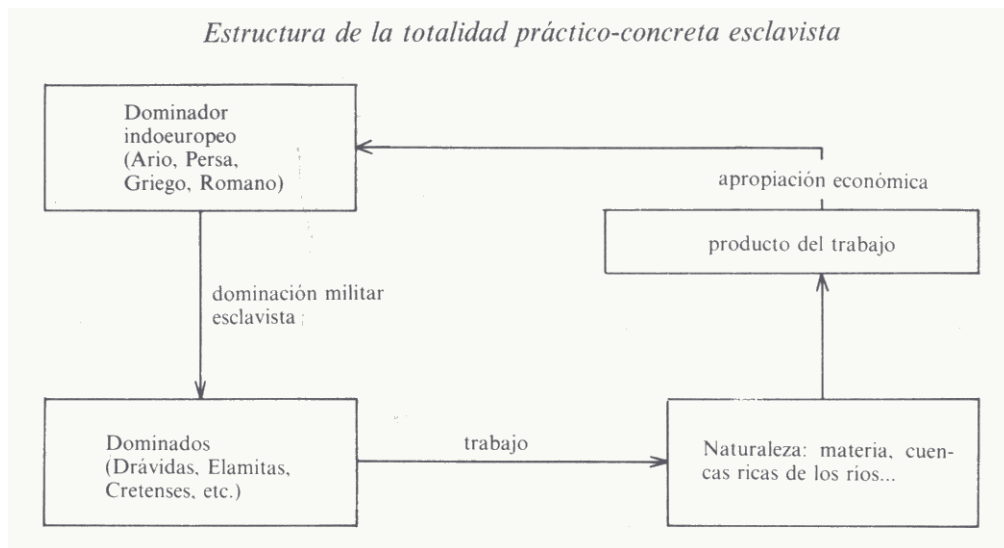 Estructura de la totalidad práctico-concreta esclavista
Dominador
indoeuropeo
(Ario, Persa,
Griego, Romano)
apropiación económica
producto del trabajo
dominación militar
esclavista
Dominados
(Drávidas, Elamitas,
Cretenses, etc.)
trabajo
Naturaleza: materia, cuen-
cas ricas de los ríos...